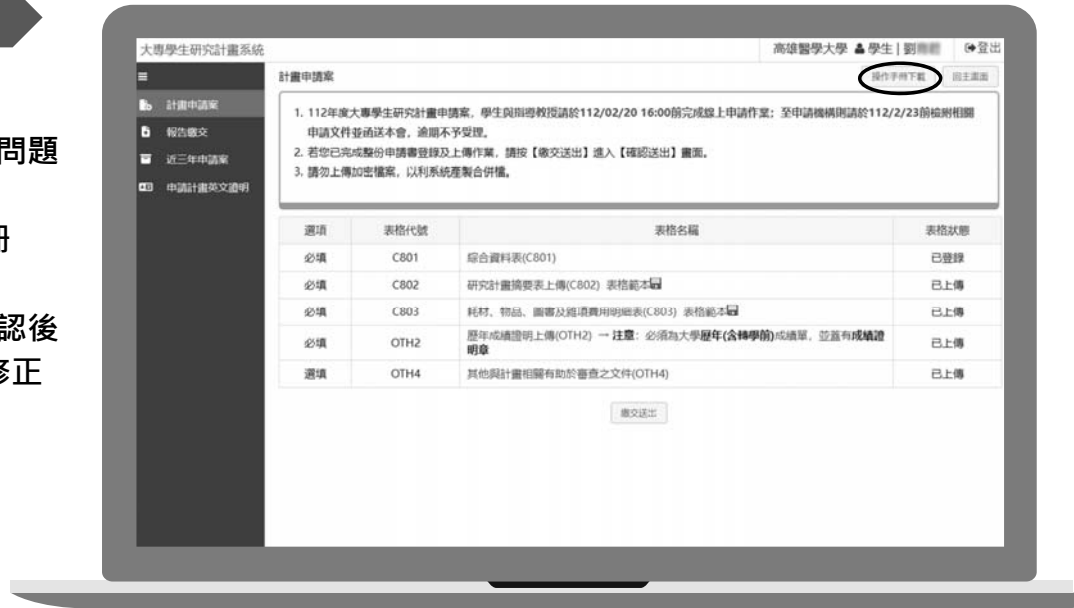 問題
冊
認後
修正
大專學生研究計畫系統
高雄醫學大學 學生 | 劉
登出
計畫申請案
操作手冊下載
回主畫面
計畫申請案
報告繳交
近三年申請案
申請計畫英文證明
1. 112年度大專學生研究計畫申請案，學生與指導教授請於112/02/20 16:00前完成線上申請作業；至申請機構則請於112/2/23前檢附相關
申請文件並函送本會，逾期不予受理。
2. 若您已完成整份申請書登錄及上傳作業，請按【繳交送出】進入【確認送出】畫面。
3. 請勿上傳加密檔案，以利系統產製合併檔。
選項 表格代號 表格名稱 表格狀態
必填 C801 綜合資料表(C801) 已登錄
必填 C802 研究計畫摘要表上傳(C802) 表格範本 已上傳
必填 C803 耗材、物品、圖書及雜項費用明細表(C803) 表格範本 已上傳
必填 OTH2 歷年成績證明上傳(OTH2) → 注意：必須為大學歷年(含轉學前)成績單，並蓋有成績證
明章 已上傳
選填 OTH4 其他與計畫相關有助於審查之文件(OTH4) 已上傳
繳交送出